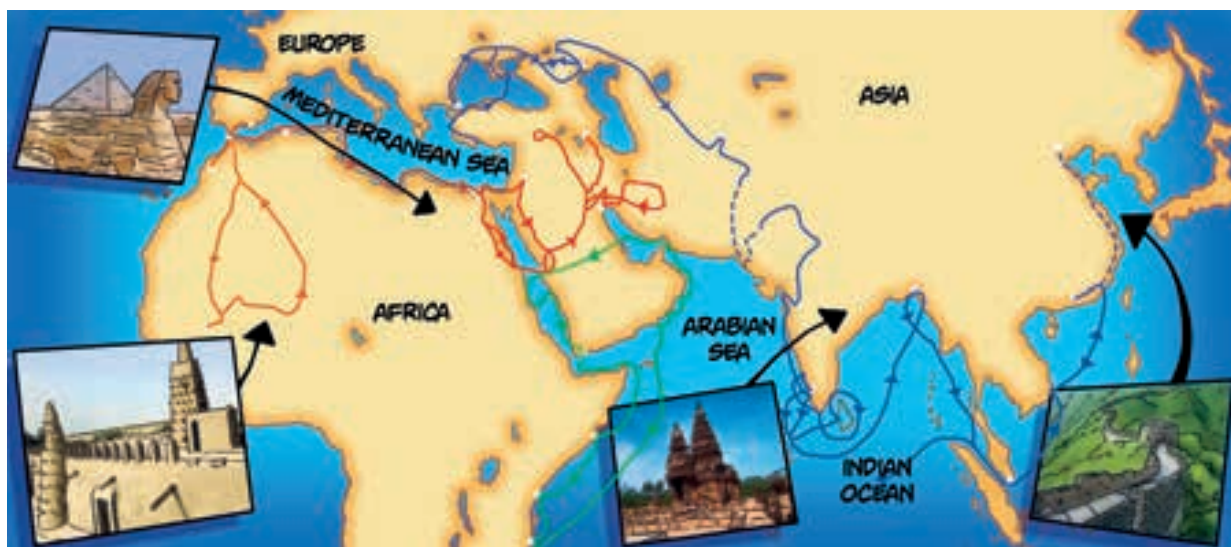 EUROPE
MEDITERRANEAN SEA
ASIA
AFRICA
ARABIAN
SEA
INDIAN
OCEAN